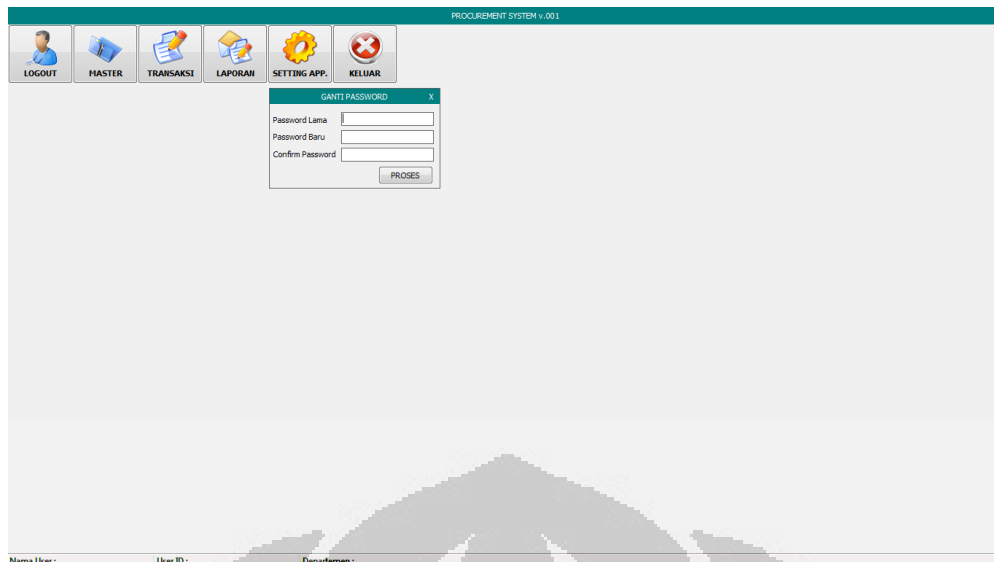 PROCUREMENT SYSTEM v.001
LOGOUT MASTER TRANSAKSI LAPORAN SETTING APP. KELUAR
GANTI PASSWORD X
Password Lama
Password Baru
Confirm Password
PROSES
Nama User : User ID : Departemen :